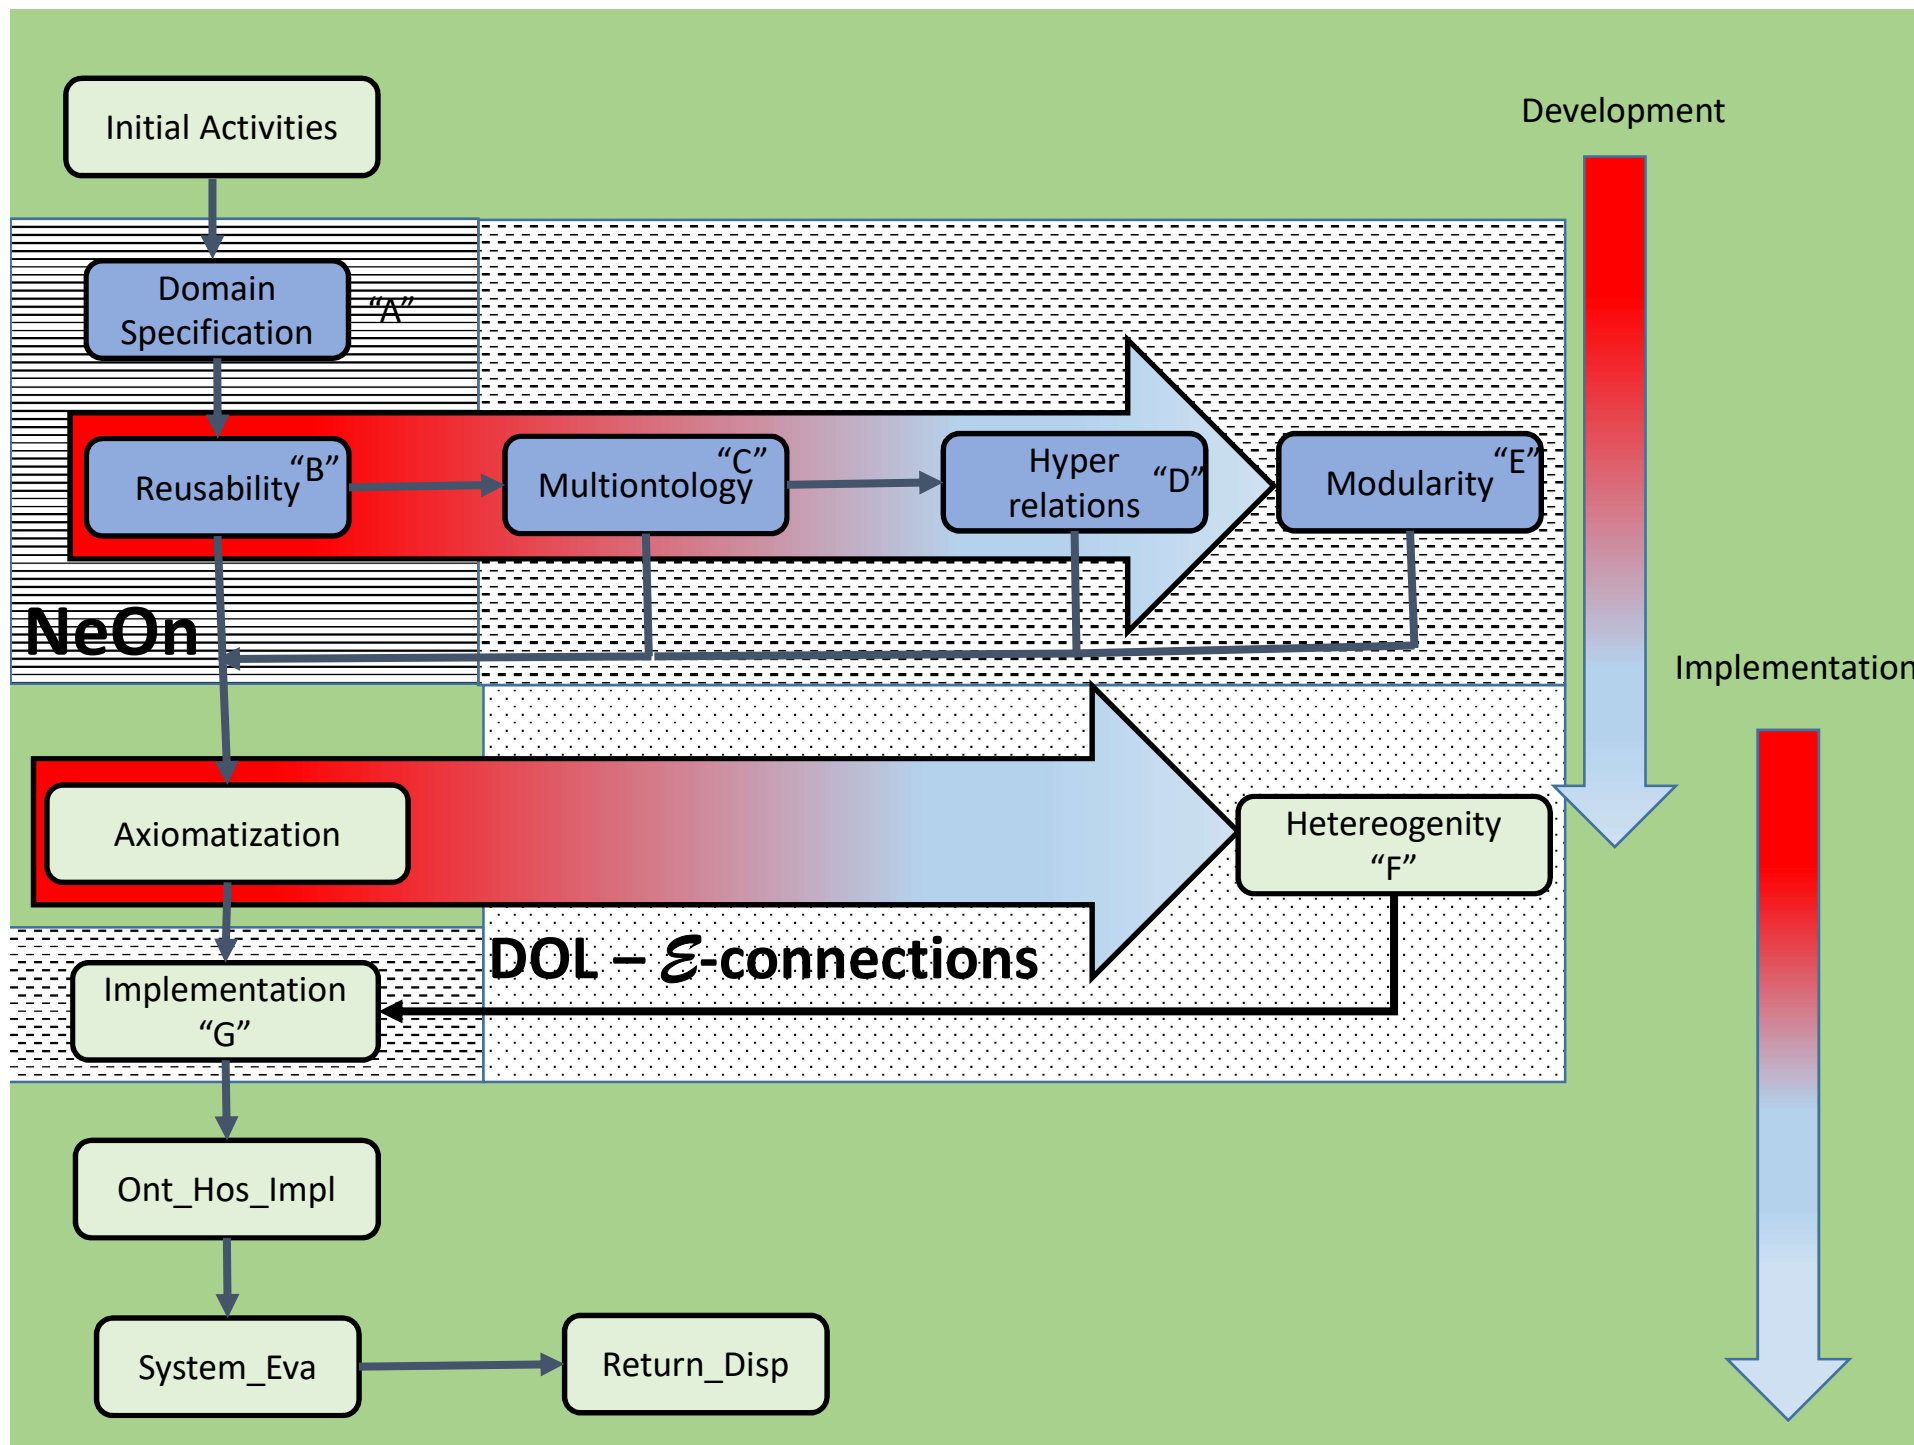 Initial Activities
Development
Domain
Specification
“A”
Reusability
“B”
Multiontology
“C”
Hyper
relations
“D”
Modularity
“E”
NeOn
Implementation
Axiomatization
Hetereogenity
“F”
DOL – ℰ-connections
Implementation
“G”
Ont_Hos_Impl
System_Eva
Return_Disp